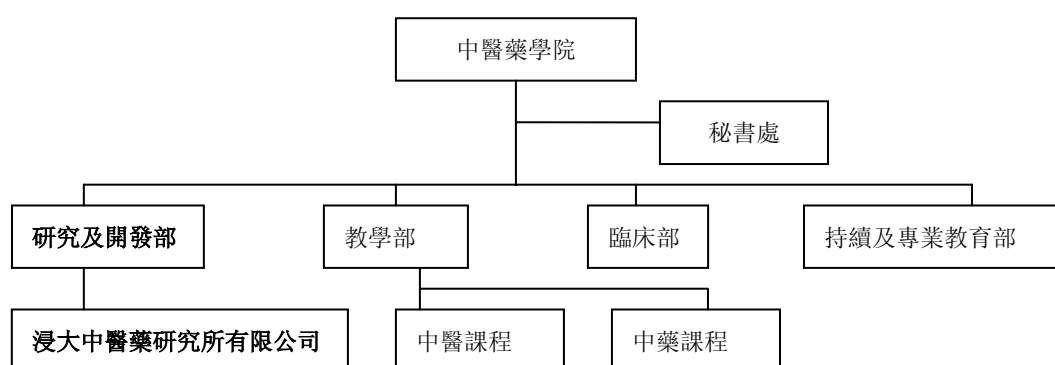 中醫藥學院
秘書處
研究及開發部
教學部
臨床部
持續及專業教育部
浸大中醫藥研究所有限公司
中醫課程
中藥課程